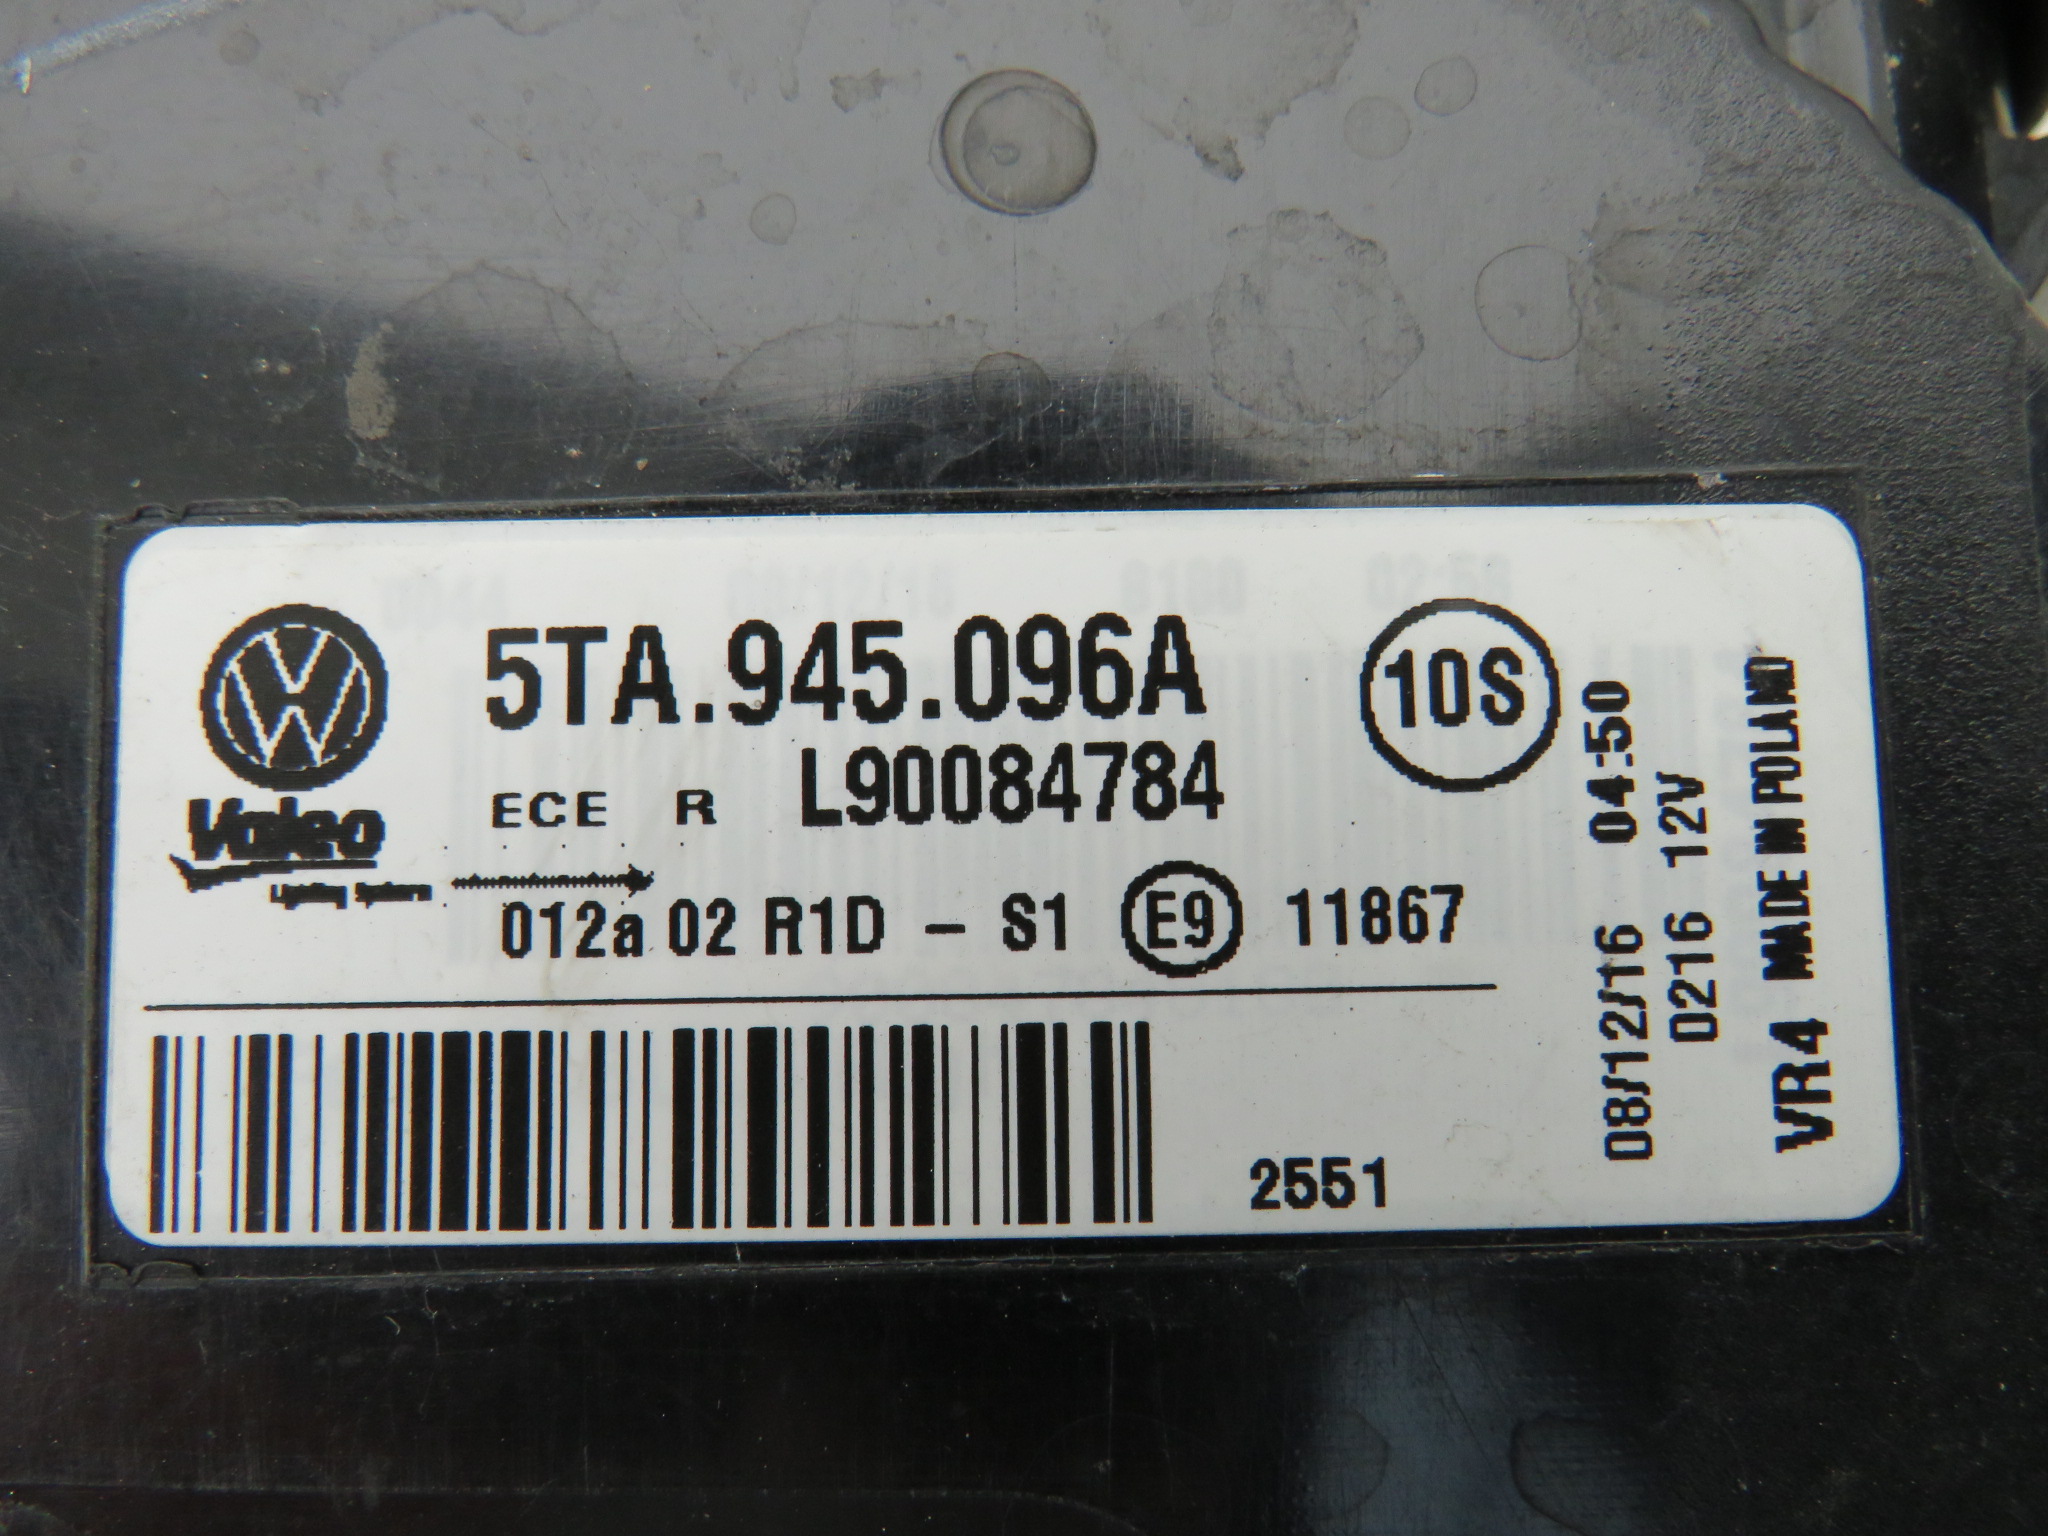 5TA.945.096A
10S
Valeo
ECE R L90084784
012a 02 R1D - S1 E9 11867
2551
08/12/16 04:50
0216 12V
VR4 MADE IN POLAND